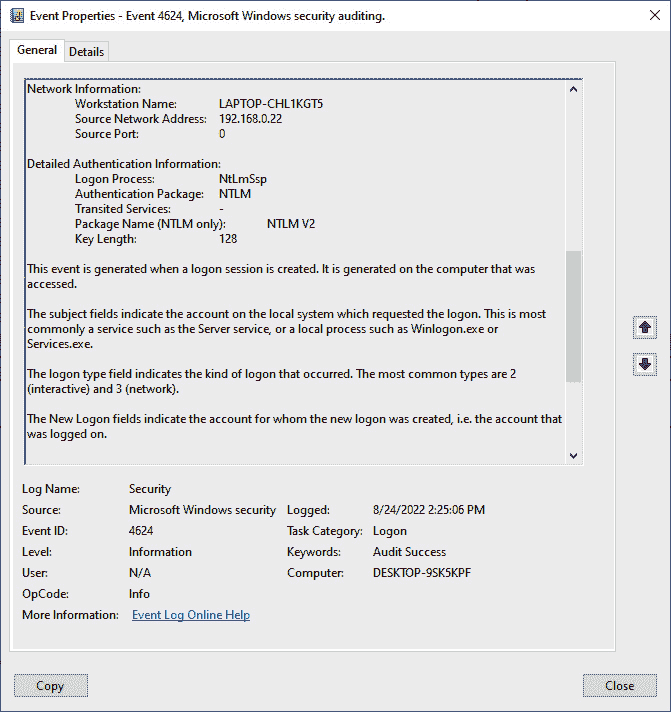 Event Properties - Event 4624, Microsoft Windows security auditing.
General Details
Network Information:
Workstation Name: LAPTOP-CHL1KGT5
Source Network Address: 192.168.0.22
Source Port: 0
Detailed Authentication Information:
Logon Process: NtLmSsp
Authentication Package: NTLM
Transited Services: -
Package Name (NTLM only): NTLM V2
Key Length: 128
This event is generated when a logon session is created. It is generated on the computer that was
accessed.
The subject fields indicate the account on the local system which requested the logon. This is most
commonly a service such as the Server service, or a local process such as Winlogon.exe or
Services.exe.
The logon type field indicates the kind of logon that occurred. The most common types are 2
(interactive) and 3 (network).
The New Logon fields indicate the account for whom the new logon was created, i.e. the account that
was logged on.
Log Name: Security
Source: Microsoft Windows security Logged: 8/24/2022 2:25:06 PM
Event ID: 4624 Task Category: Logon
Level: Information Keywords: Audit Success
User: N/A Computer: DESKTOP-9SK5KPF
OpCode: Info
More Information: Event Log Online Help
Copy Close